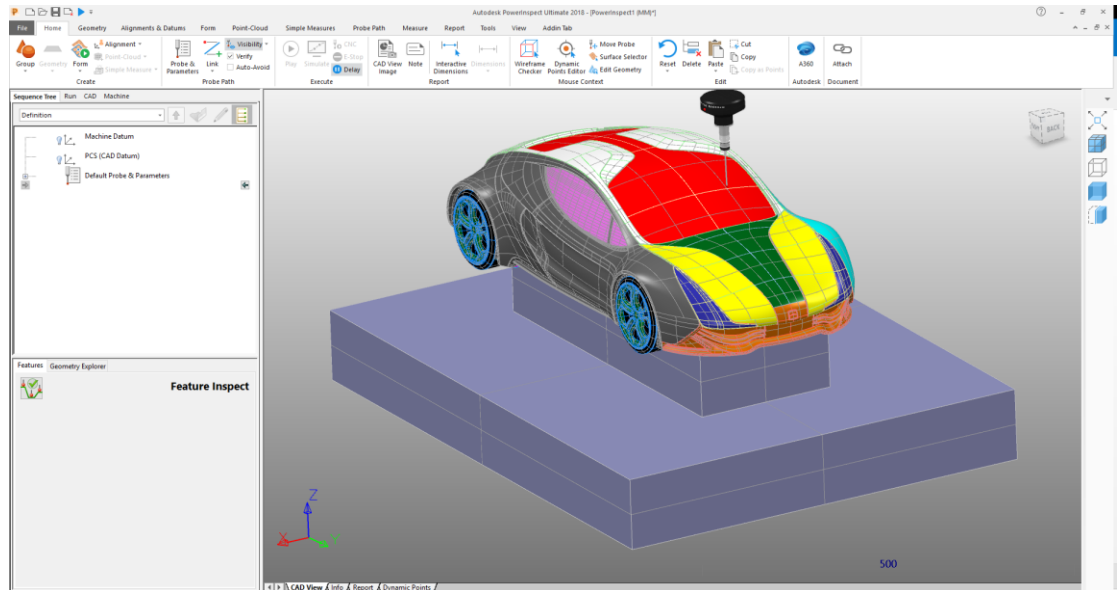 Autodesk PowerInspect Ultimate 2018 - [PowerInspect1 (MM)*]
File Home Geometry Alignments & Datums Form Point-Cloud Simple Measures Probe Path Measure Report Tools View Addin Tab
Group
Geometry
Form
Alignment
Point-Cloud
Simple Measure
Create
Probe & Parameters
Link
Visibility
Verify
Auto-Avoid
Probe Path
Play
Simulate
CNC
E-Stop
Delay
Execute
CAD View Image
Note
Interactive Dimensions
Dimensions
Report
Wireframe Checker
Dynamic Points Editor
Move Probe
Surface Selector
Edit Geometry
Mouse Context
Reset
Delete
Paste
Cut
Copy
Copy as Points
Edit
A360
Autodesk
Attach
Document
Sequence Tree Run CAD Machine
Definition
Machine Datum
PCS (CAD Datum)
Default Probe & Parameters
Features Geometry Explorer
Feature Inspect
BACK
Z
X
Y
500
CAD View Info Report Dynamic Points